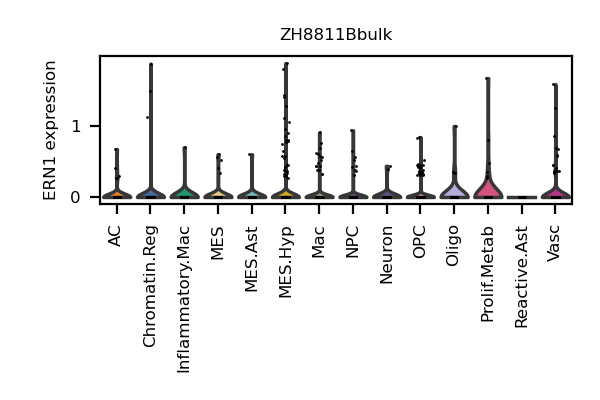 ZH8811Bbulk
ERN1 expression
1
0
AC
Chromatin.Reg
Inflammatory.Mac
MES
MES.Ast
MES.Hyp
Mac
NPC
Neuron
OPC
Oligo
Prolif.Metab
Reactive.Ast
Vasc